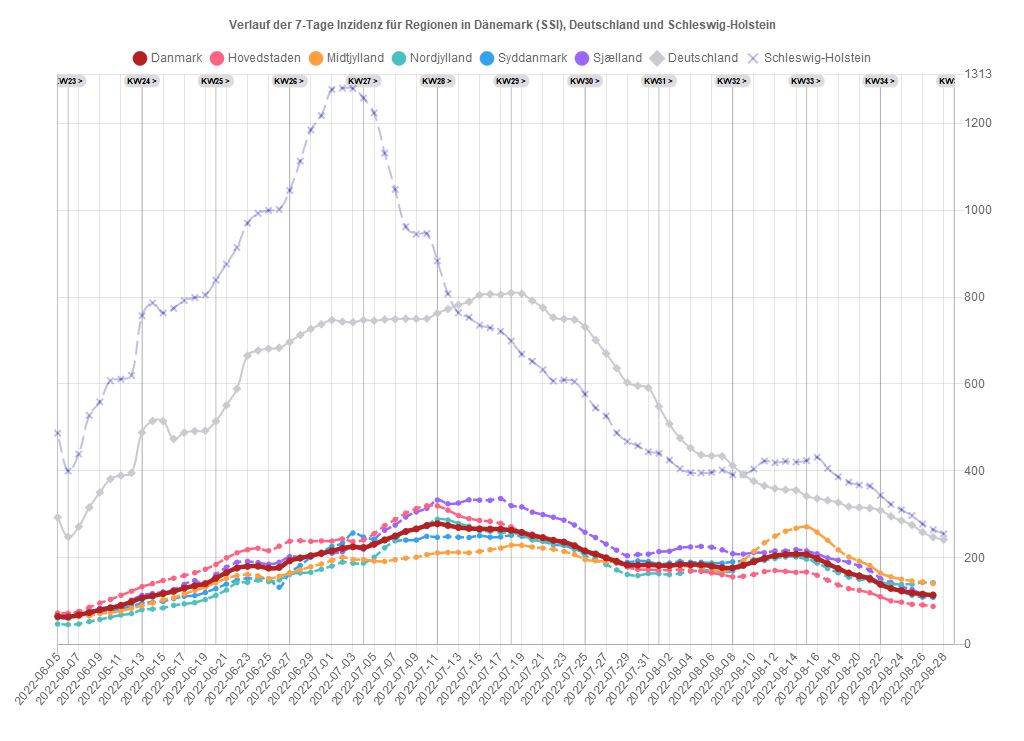 Verlauf der 7-Tage Inzidenz für Regionen in Dänemark (SSI), Deutschland und Schleswig-Holstein
Danmark Hovedstaden Midtjylland Nordjylland Syddanmark Sjælland Deutschland Schleswig-Holstein
W23 > KW24 > KW25 > KW26 > KW27 > KW28 > KW29 > KW30 > KW31 > KW32 > KW33 > KW34 > KW
1313
1200
1000
800
600
400
200
0
2022-06-05 2022-06-07 2022-06-09 2022-06-11 2022-06-13 2022-06-15 2022-06-17 2022-06-19 2022-06-21 2022-06-23 2022-06-25 2022-06-27 2022-06-29 2022-07-01 2022-07-03 2022-07-05 2022-07-07 2022-07-09 2022-07-11 2022-07-13 2022-07-15 2022-07-17 2022-07-19 2022-07-21 2022-07-23 2022-07-25 2022-07-27 2022-07-29 2022-07-31 2022-08-02 2022-08-04 2022-08-06 2022-08-08 2022-08-10 2022-08-12 2022-08-14 2022-08-16 2022-08-18 2022-08-20 2022-08-22 2022-08-24 2022-08-26 2022-08-28